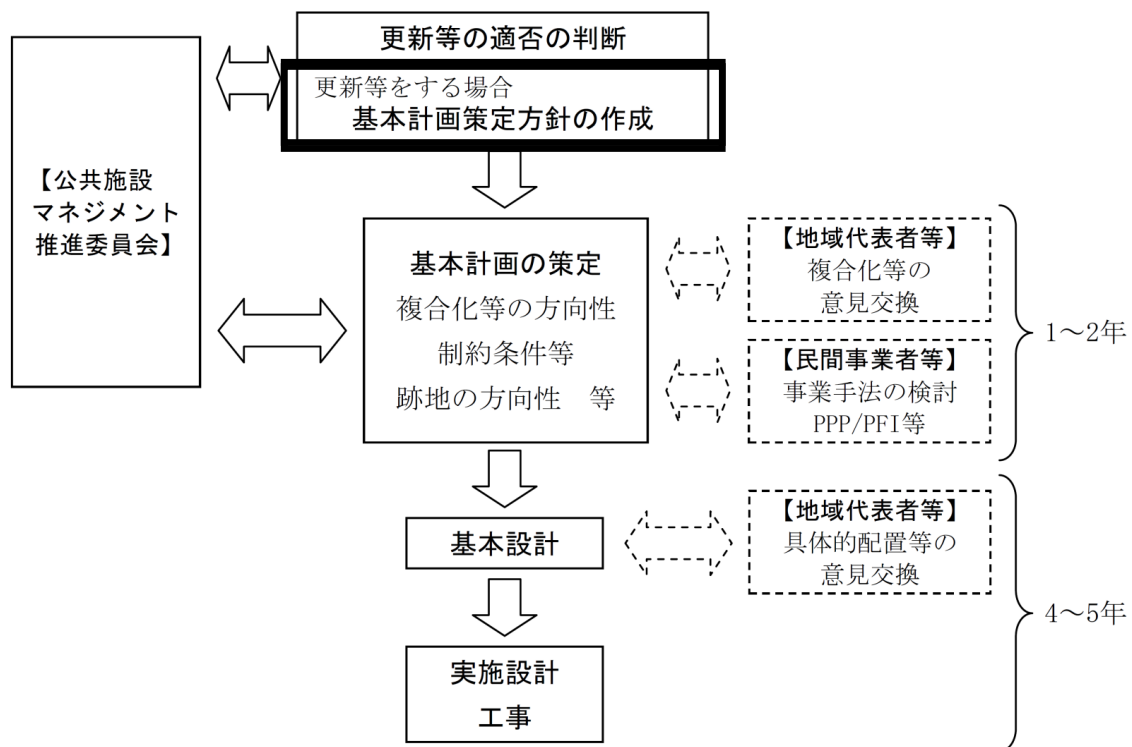 更新等の適否の判断
更新等をする場合
基本計画策定方針の作成
【公共施設
マネジメント
推進委員会】
基本計画の策定
複合化等の方向性
制約条件等
跡地の方向性　等
【地域代表者等】
複合化等の
意見交換
【民間事業者等】
事業手法の検討
PPP/PFI等
1～2年
基本設計
【地域代表者等】
具体的配置等の
意見交換
4～5年
実施設計
工事